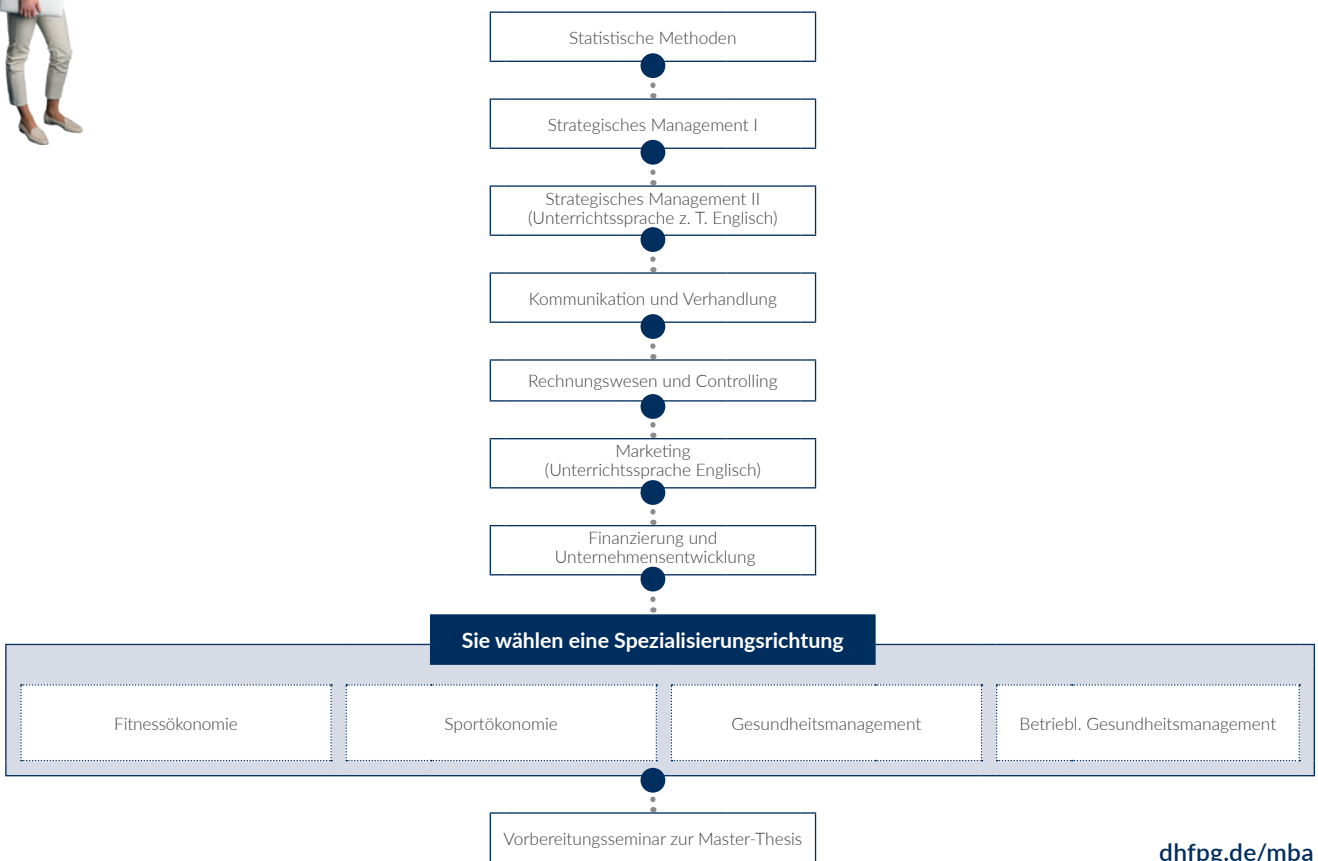 Statistische Methoden
Strategisches Management I
Strategisches Management II
(Unterrichtssprache z. T. Englisch)
Kommunikation und Verhandlung
Rechnungswesen und Controlling
Marketing
(Unterrichtssprache Englisch)
Finanzierung und
Unternehmensentwicklung
Sie wählen eine Spezialisierungsrichtung
Fitnessökonomie
Sportökonomie
Gesundheitsmanagement
Betriebl. Gesundheitsmanagement
Vorbereitungsseminar zur Master-Thesis
dhfpg.de/mba